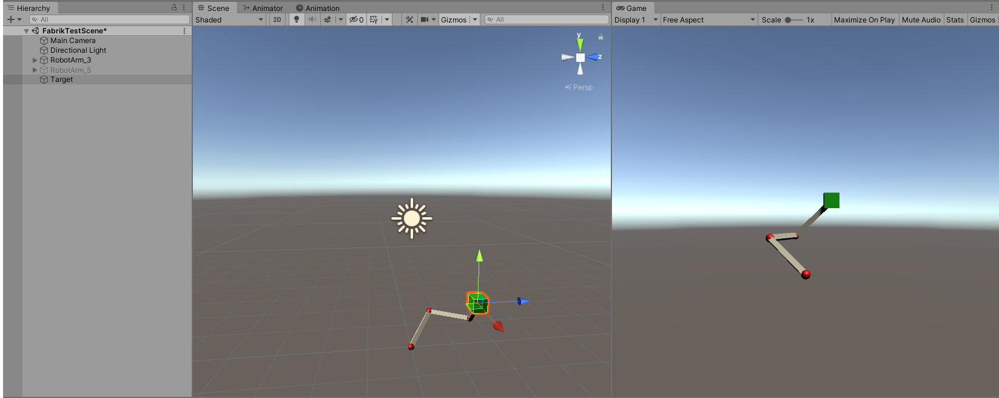 Hierarchy
All
FabrikTestScene*
Main Camera
Directional Light
RobotArm_3
RobotArm_5
Target
Scene Animator Animation
Shaded 2D 0 Gizmos All
y
z
Persp
Game
Display 1 Free Aspect Scale 1x Maximize On Play Mute Audio Stats Gizmos